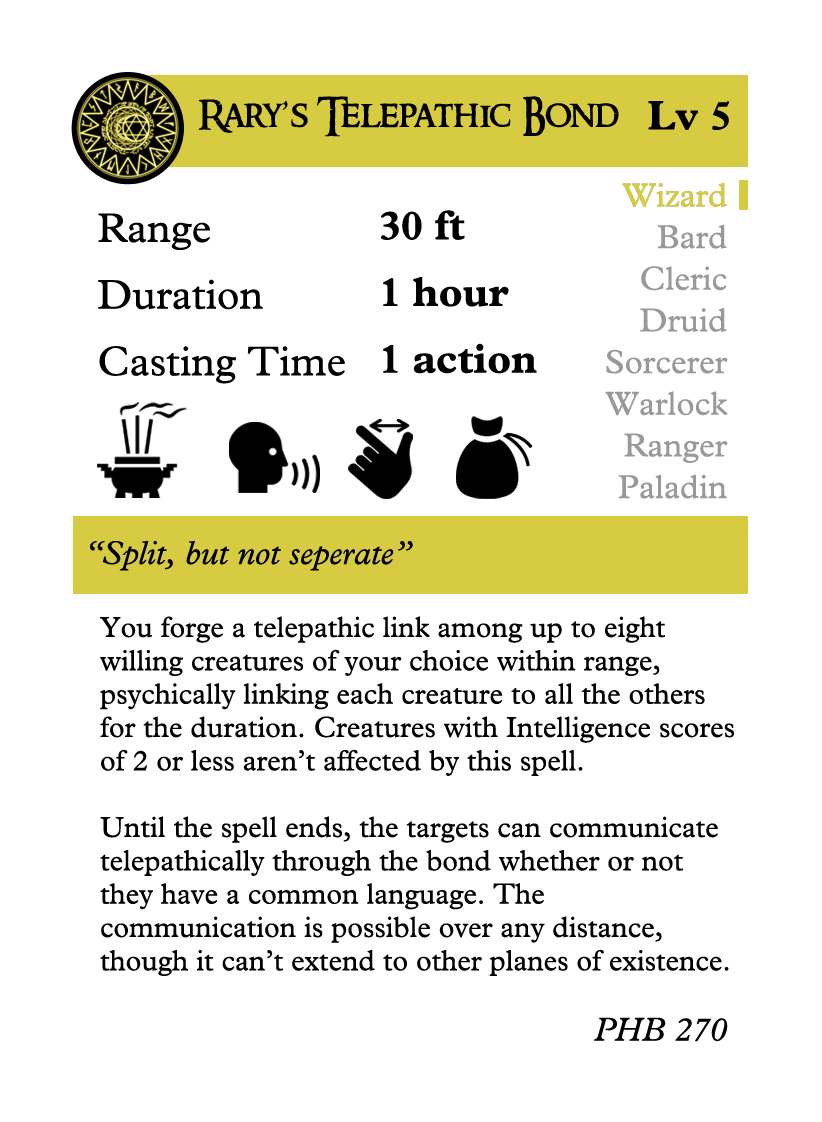 Rary's Telepathic Bond Lv 5
Range 30 ft
Duration 1 hour
Casting Time 1 action
Wizard
Bard
Cleric
Druid
Sorcerer
Warlock
Ranger
Paladin
“Split, but not seperate”
You forge a telepathic link among up to eight
willing creatures of your choice within range,
psychically linking each creature to all the others
for the duration. Creatures with Intelligence scores
of 2 or less aren’t affected by this spell.
Until the spell ends, the targets can communicate
telepathically through the bond whether or not
they have a common language. The
communication is possible over any distance,
though it can’t extend to other planes of existence.
PHB 270